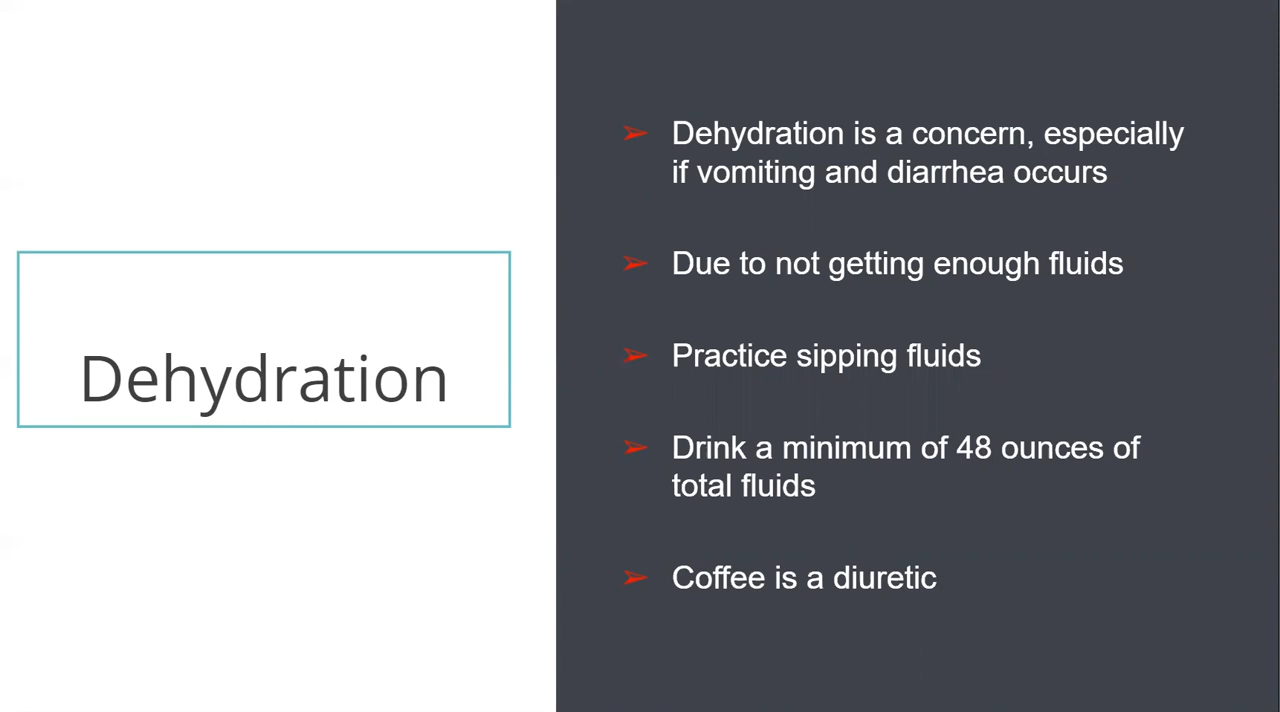 Dehydration
➢ Dehydration is a concern, especially
if vomiting and diarrhea occurs
➢ Due to not getting enough fluids
➢ Practice sipping fluids
➢ Drink a minimum of 48 ounces of
total fluids
➢ Coffee is a diuretic